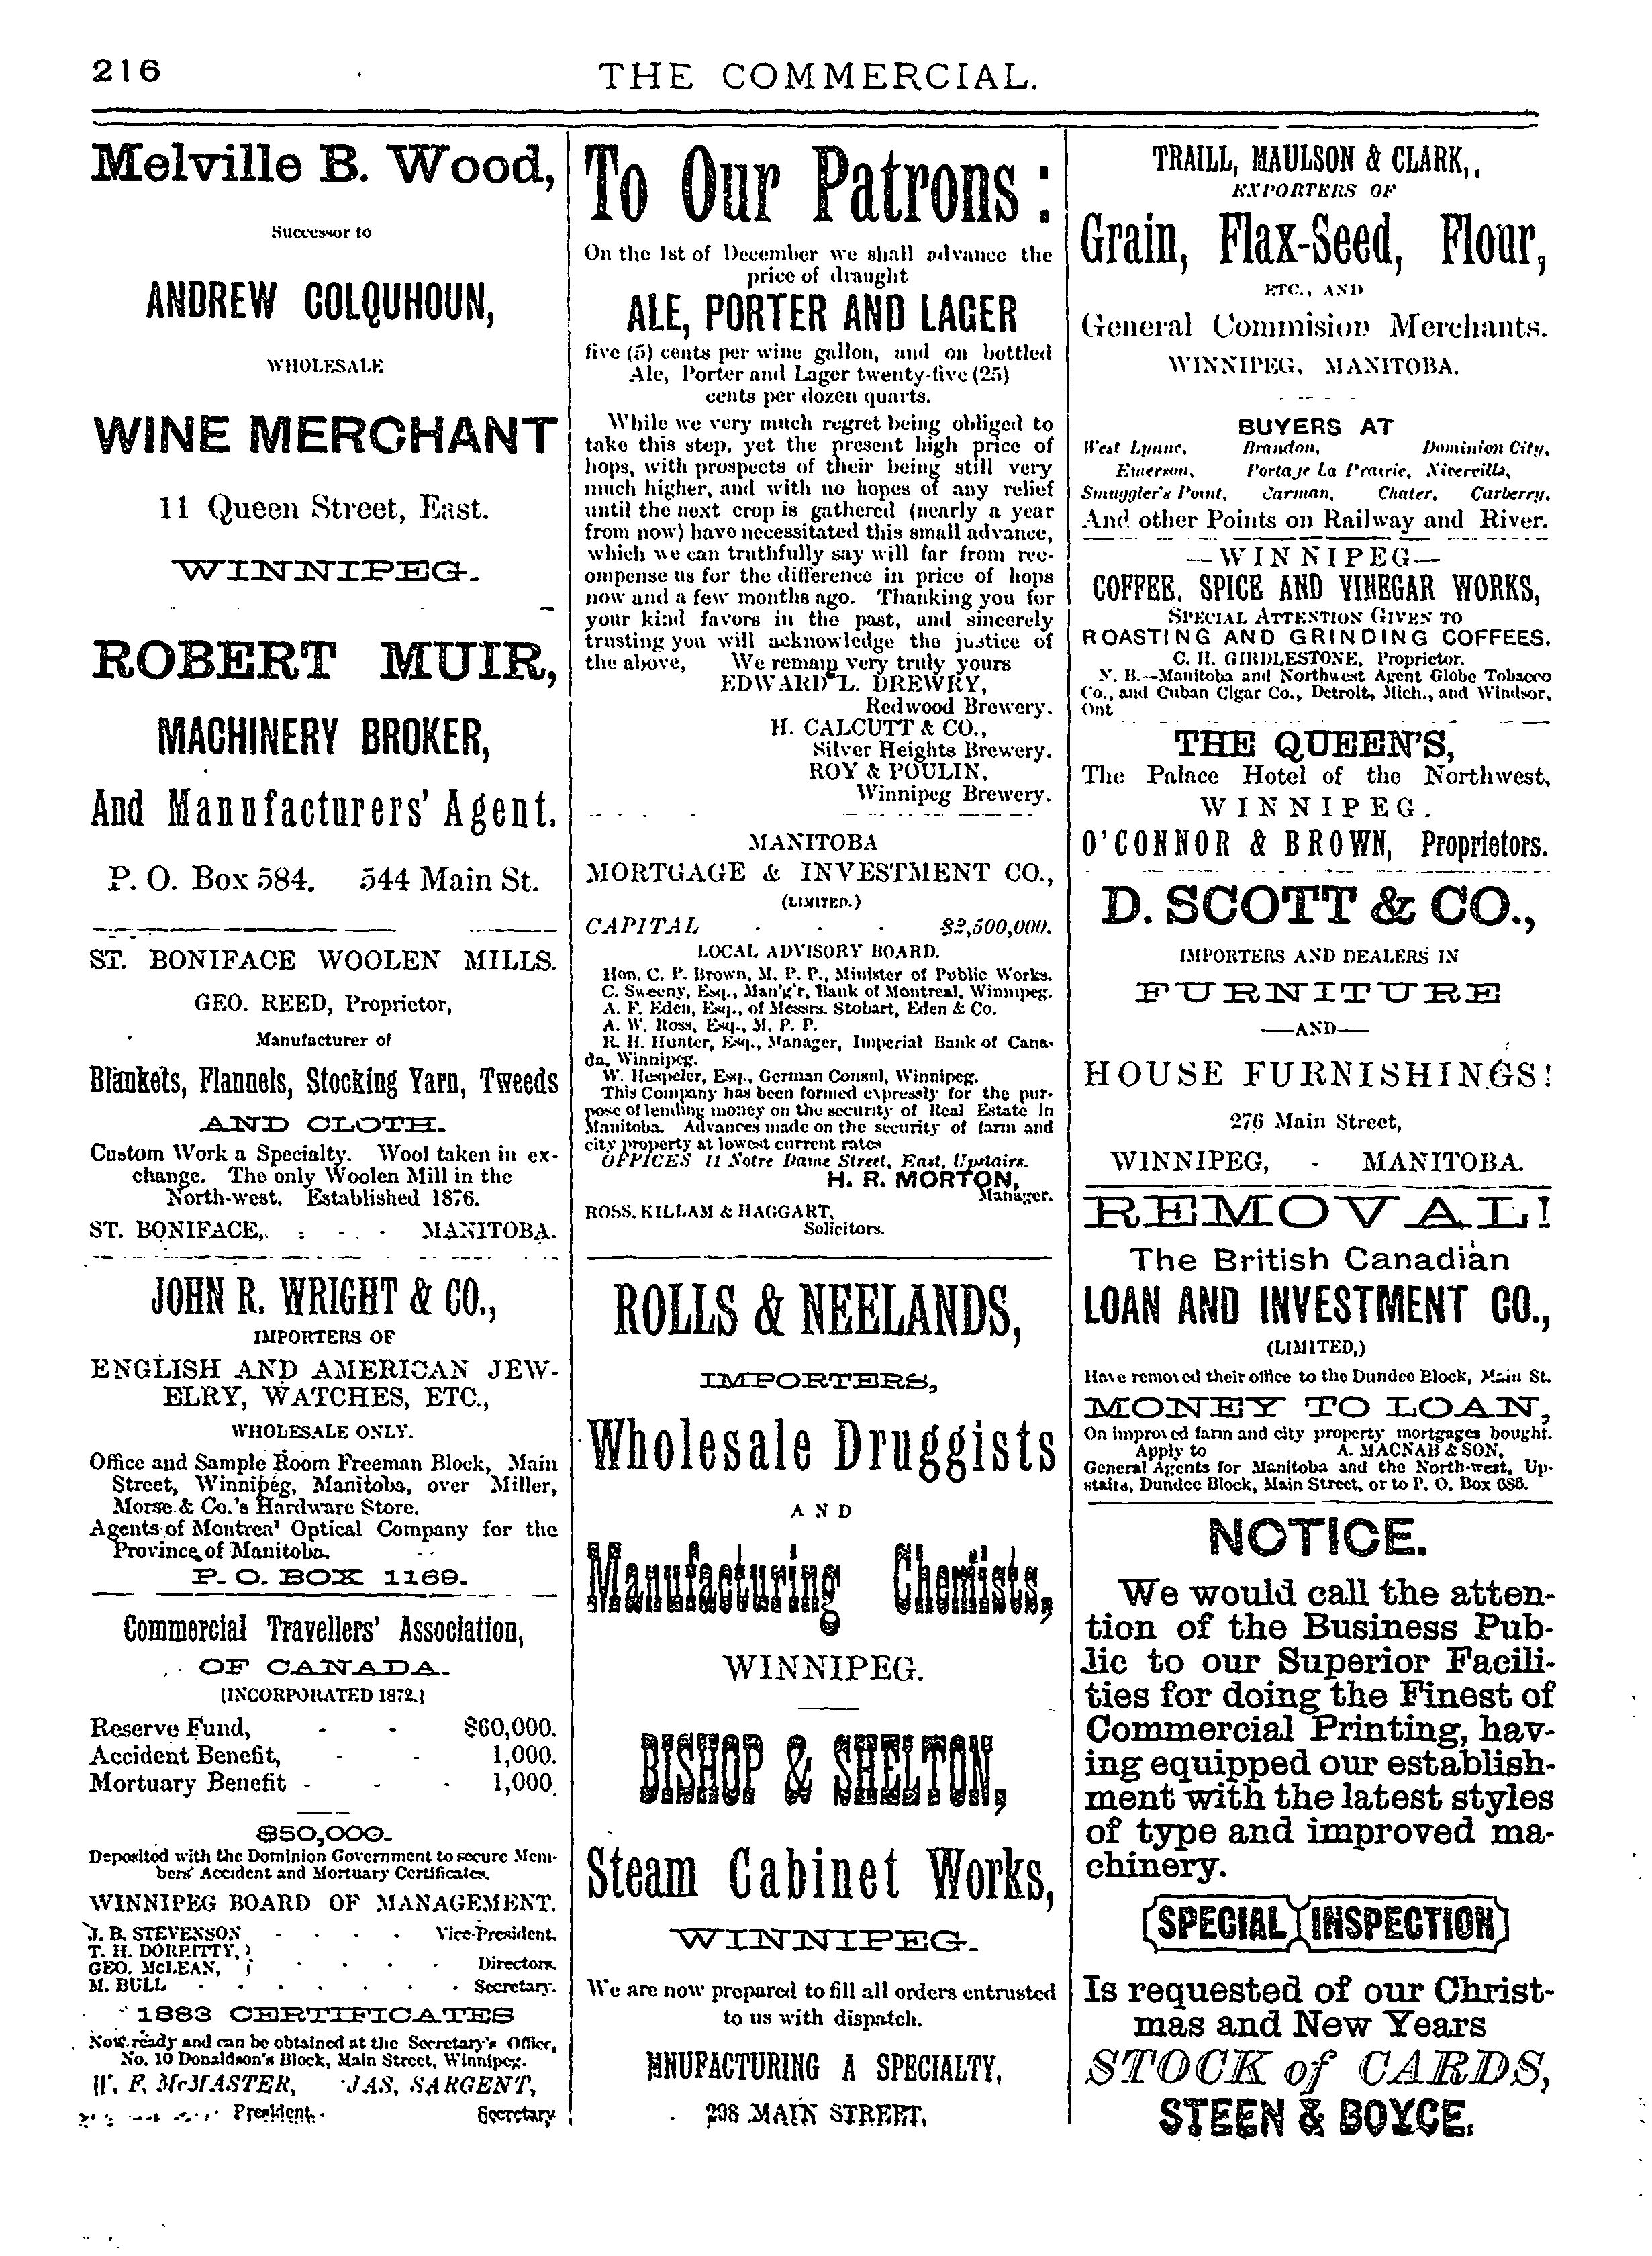 216
THE COMMERCIAL.
Melville B. Wood,
Successor to
ANDREW COLQUHOUN,
WHOLESALE
WINE MERCHANT
11 Queen Street, East.
WINNIPEG.
ROBERT MUIR,
MACHINERY BROKER,
And Manufacturers' Agent.
P. O. Box 584. 544 Main St.
ST. BONIFACE WOOLEN MILLS.
GEO. REED, Proprietor,
Manufacturer of
Blankets, Flannels, Stocking Yarn, Tweeds
AND CLOTH.
Custom Work a Specialty. Wool taken in ex-
change. The only Woolen Mill in the
North-west. Established 1876.
ST. BONIFACE, MANITOBA.
JOHN R. WRIGHT & CO.,
IMPORTERS OF
ENGLISH AND AMERICAN JEW-
ELRY, WATCHES, ETC.,
WHOLESALE ONLY.
Office and Sample Room Freeman Block, Main
Street, Winnipeg, Manitoba, over Miller,
Morse & Co.'s Hardware Store.
Agents of Montrea' Optical Company for the
Province of Manitoba.
P. O. BOX 1169.
Commercial Travellers' Association,
OF CANADA.
[INCORPORATED 1872.]
Reserve Fund, - - $60,000.
Accident Benefit, - - 1,000.
Mortuary Benefit - - - 1,000.
$50,000.
Deposited with the Dominion Government to secure Mem-
bers' Accident and Mortuary Certificates.
WINNIPEG BOARD OF MANAGEMENT.
J. B. STEVENSON - - - - Vice-President.
T. H. DORRITTY, }
GEO. McLEAN, } - - - - Directors.
M. BULL - - - - - - Secretary.
1883 CERTIFICATES
Now ready and can be obtained at the Secretary's Office,
No. 10 Donaldson's Block, Main Street, Winnipeg.
W. F. McMASTER, JAS. SARGENT,
President. Secretary
To Our Patrons:
On the 1st of December we shall advance the
price of draught
ALE, PORTER AND LAGER
five (5) cents per wine gallon, and on bottled
Ale, Porter and Lager twenty-five (25)
cents per dozen quarts.
While we very much regret being obliged to
take this step, yet the present high price of
hops, with prospects of their being still very
much higher, and with no hopes of any relief
until the next crop is gathered (nearly a year
from now) have necessitated this small advance,
which we can truthfully say will far from rec-
ompense us for the difference in price of hops
now and a few months ago. Thanking you for
your kind favors in the past, and sincerely
trusting you will acknowledge the justice of
the above, We remain very truly yours
EDWARD L. DREWRY,
Redwood Brewery.
H. CALCUTT & CO.,
Silver Heights Brewery.
ROY & POULIN,
Winnipeg Brewery.
MANITOBA
MORTGAGE & INVESTMENT CO.,
(LIMITED.)
CAPITAL - - - $2,500,000.
LOCAL ADVISORY BOARD.
Hon. C. P. Brown, M. P. P., Minister of Public Works.
C. Sweeny, Esq., Man'g'r, Bank of Montreal, Winnipeg.
A. F. Eden, Esq., of Messrs. Stobart, Eden & Co.
A. W. Ross, Esq., M. P. P.
R. H. Hunter, Esq., Manager, Imperial Bank of Cana-
da, Winnipeg.
W. Hespeler, Esq., German Consul, Winnipeg.
This Company has been formed expressly for the pur-
pose of lending money on the security of Real Estate in
Manitoba. Advances made on the security of farm and
city property at lowest current rates
OFFICES 11 Notre Dame Street, East, Upstairs.
H. R. MORTON,
Manager.
ROSS, KILLAM & HAGGART,
Solicitors.
ROLLS & NEELANDS,
IMPORTERS,
Wholesale Druggists
AND
Manufacturing Chemists,
WINNIPEG.
BISHOP & SHELTON,
Steam Cabinet Works,
WINNIPEG.
We are now prepared to fill all orders entrusted
to us with dispatch.
MNUFACTURING A SPECIALTY,
298 MAIN STREET,
TRAILL, MAULSON & CLARK,.
EXPORTERS OF
Grain, Flax-Seed, Flour,
ETC., AND
General Commision Merchants.
WINNIPEG, MANITOBA.
BUYERS AT
West Lynne, Brandon, Dominion City,
Emerson, Portaje La Prairie, Niverville,
Smuggler's Point, Carman, Chater, Carberry,
And other Points on Railway and River.
—WINNIPEG—
COFFEE, SPICE AND VINEGAR WORKS,
SPECIAL ATTENTION GIVEN TO
ROASTING AND GRINDING COFFEES.
C. H. GIRDLESTONE, Proprietor.
N. B.--Manitoba and Northwest Agent Globe Tobacco
Co., and Cuban Cigar Co., Detroit, Mich., and Windsor,
Ont
THE QUEEN'S,
The Palace Hotel of the Northwest,
WINNIPEG.
O'CONNOR & BROWN, Proprietors.
D. SCOTT & CO.,
IMPORTERS AND DEALERS IN
FURNITURE
—AND—
HOUSE FURNISHINGS!
276 Main Street,
WINNIPEG, - MANITOBA.
REMOVAL!
The British Canadian
LOAN AND INVESTMENT CO.,
(LIMITED,)
Have removed their office to the Dundee Block, Main St.
MONEY TO LOAN,
On improved farm and city property mortgages bought.
Apply to A. MACNAB & SON,
General Agents for Manitoba and the North-west, Up-
stairs, Dundee Block, Main Street, or to P. O. Box 686.
NOTICE.
We would call the atten-
tion of the Business Pub-
lic to our Superior Facili-
ties for doing the Finest of
Commercial Printing, hav-
ing equipped our establish-
ment with the latest styles
of type and improved ma-
chinery.
SPECIAL INSPECTION
Is requested of our Christ-
mas and New Years
STOCK of CARDS,
STEEN & BOYCE.